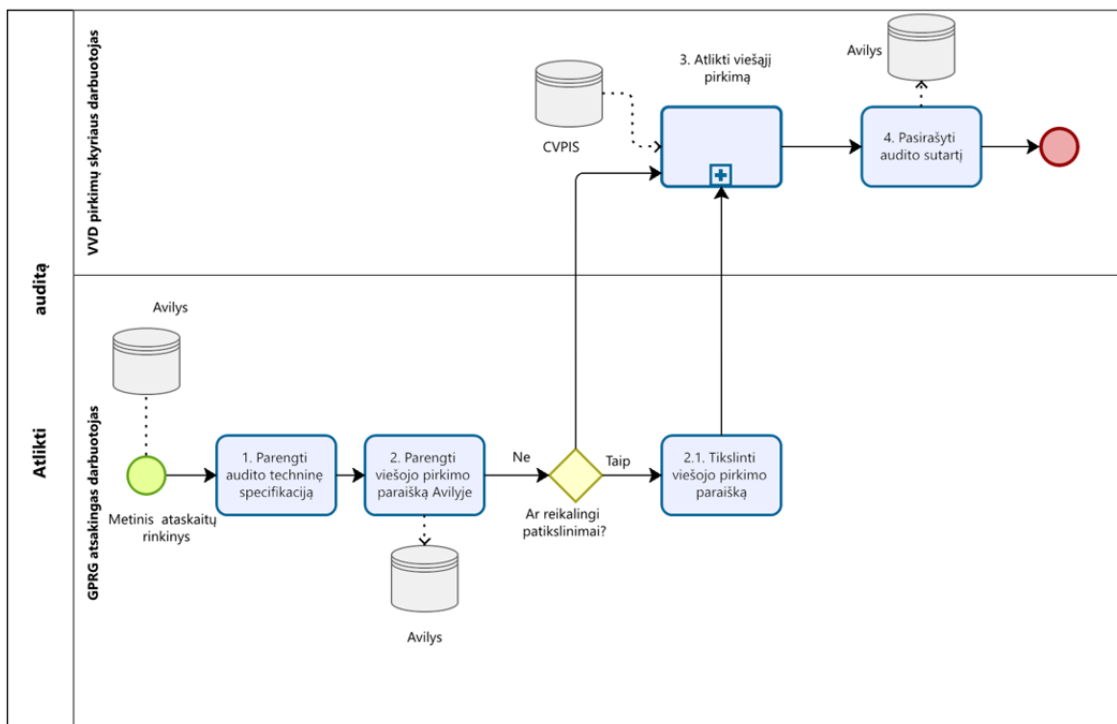 Atlikti auditą
VVD pirkimų skyriaus darbuotojas
CVPIS
3. Atlikti viešąjį
pirkimą
Avilys
4. Pasirašyti
audito sutartį
GPRG atsakingas darbuotojas
Avilys
Metinis ataskaitų
rinkinys
1. Parengti
audito techninę
specifikaciją
2. Parengti
viešojo pirkimo
paraišką Avilyje
Avilys
Ne
Ar reikalingi
patikslinimai?
Taip
2.1. Tikslinti
viešojo pirkimo
paraišką